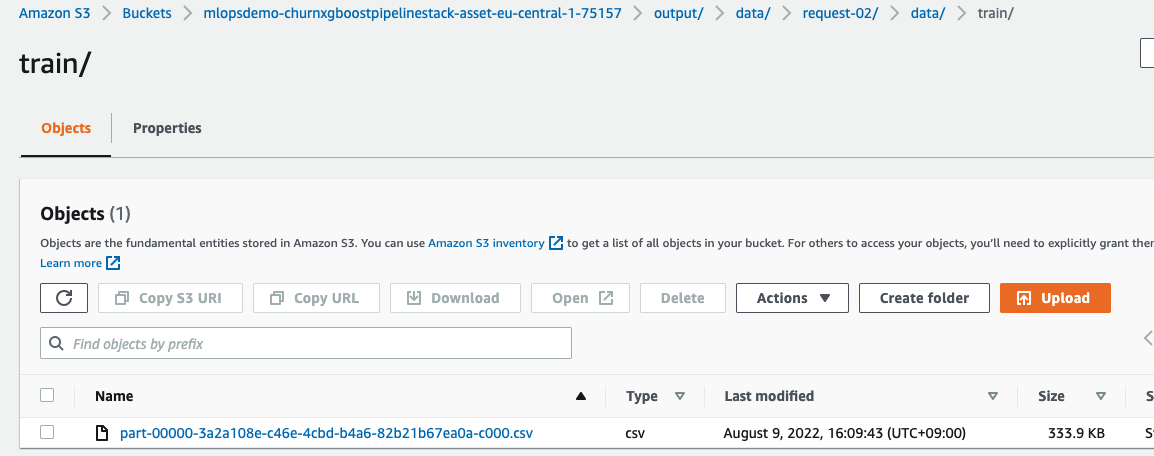 Amazon S3 > Buckets > mlopsdemo-churnxgboostpipelinestack-asset-eu-central-1-75157 > output/ > data/ > request-02/ > data/ > train/
train/
Objects Properties
Objects (1)
Objects are the fundamental entities stored in Amazon S3. You can use Amazon S3 inventory to get a list of all objects in your bucket. For others to access your objects, you'll need to explicitly grant
Learn more
Copy S3 URI Copy URL Download Open Delete Actions Create folder Upload
Find objects by prefix
Name Type Last modified Size
part-00000-3a2a108e-c46e-4cbd-b4a6-82b21b67ea0a-c000.csv csv August 9, 2022, 16:09:43 (UTC+09:00) 333.9 KB